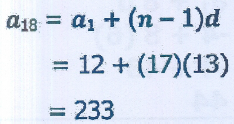 a₁₈ = a₁ + (n − 1)d
= 12 + (17)(13)
= 233